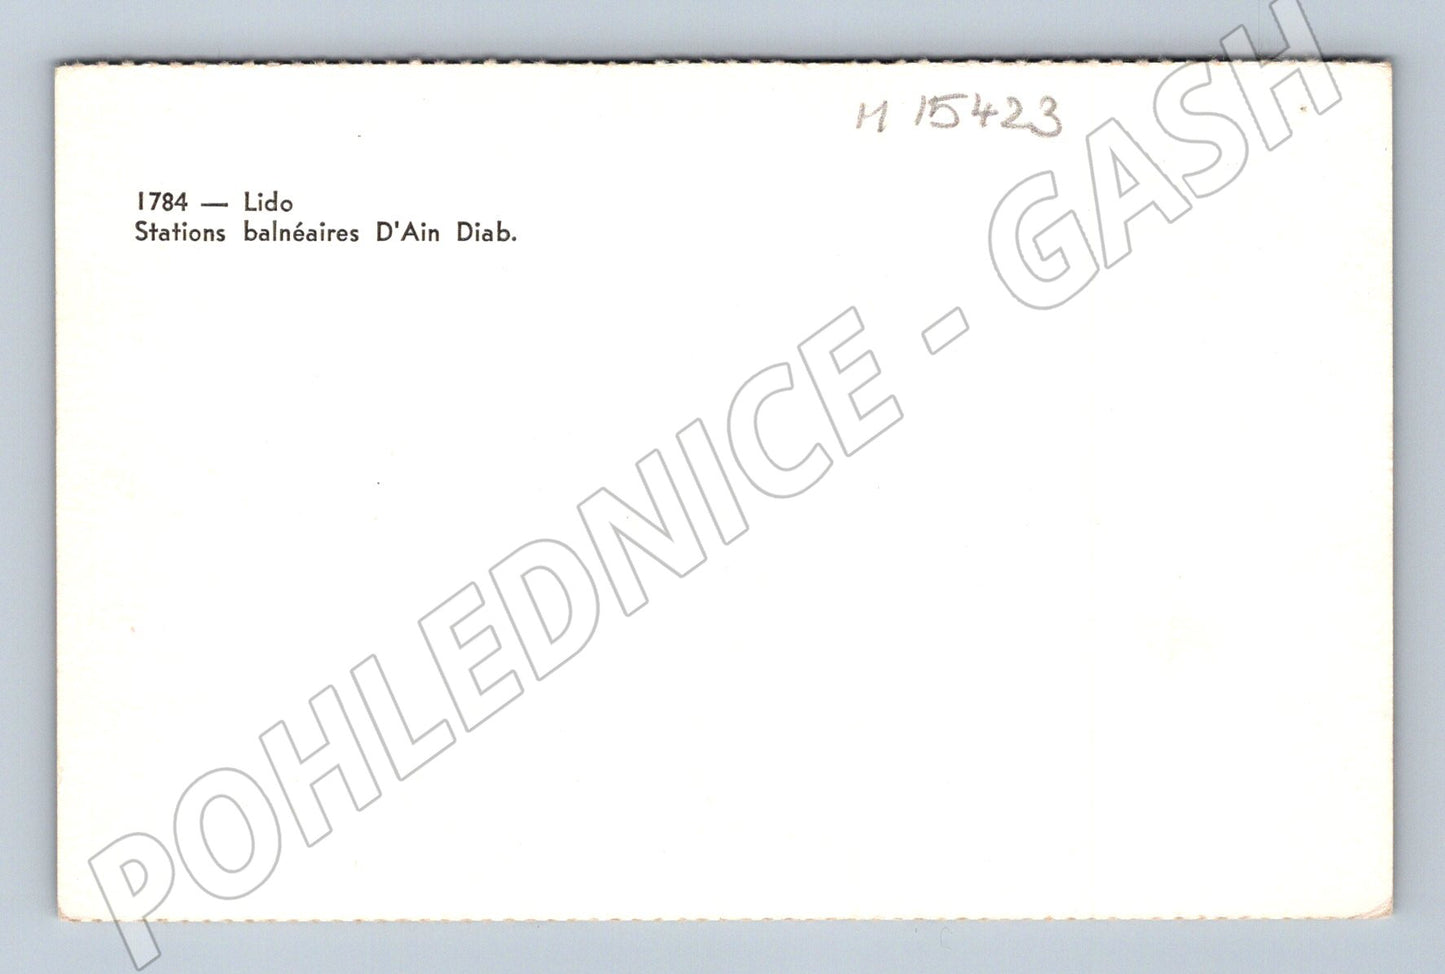 M 15423
1784 — Lido
Stations balnéaires D'Ain Diab.
POHLEDNICE - GASH